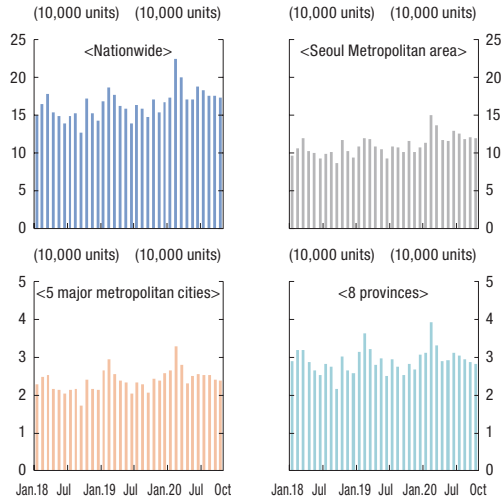 (10,000 units) (10,000 units) (10,000 units) (10,000 units)
25 <Nationwide> <Seoul Metropolitan area> 25
20 20
15 15
10 10
5 5
0 0
(10,000 units) (10,000 units) (10,000 units) (10,000 units)
5 <5 major metropolitan cities> <8 provinces> 5
4 4
3 3
2 2
1 1
0 0
Jan.18 Jul Jan.19 Jul Jan.20 Jul Oct Jan.18 Jul Jan.19 Jul Jan.20 Jul Oct